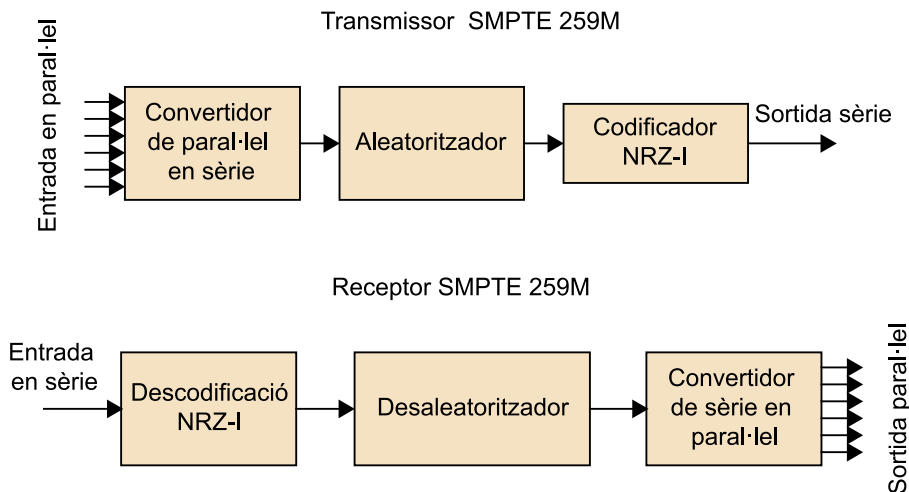 Transmissor SMPTE 259M
Entrada en paral·lel
Convertidor
de paral·lel
en sèrie
Aleatoritzador
Codificador
NRZ-I
Sortida sèrie
Receptor SMPTE 259M
Entrada
en sèrie
Descodificació
NRZ-I
Desaleatoritzador
Convertidor
de sèrie en
paral·lel
Sortida paral·lel